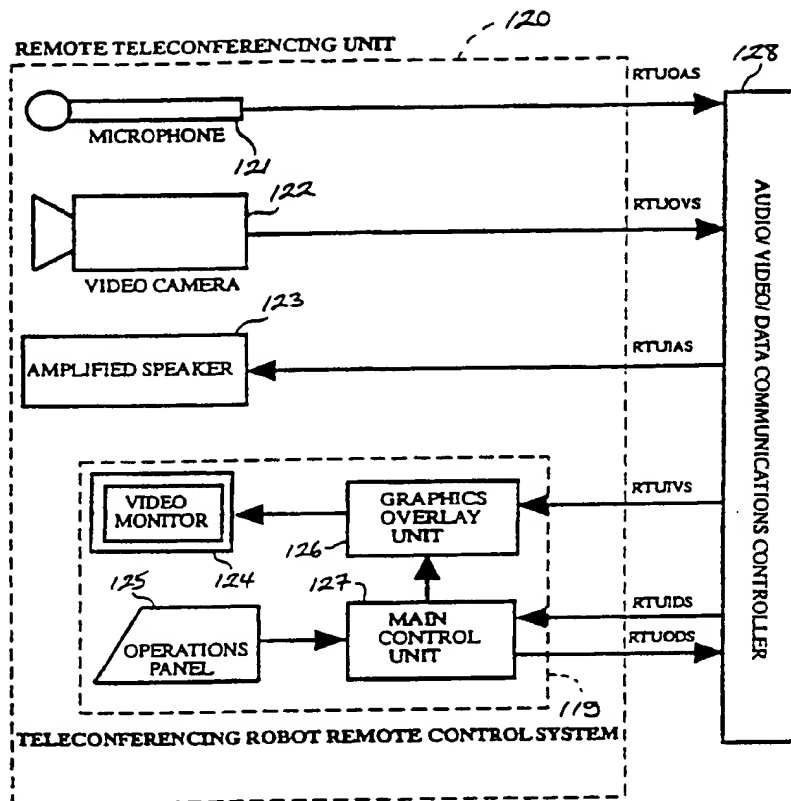 120
REMOTE TELECONFERENCING UNIT
128
RTUOAS
MICROPHONE
121
122
RTUOVS
VIDEO CAMERA
123
AMPLIFIED SPEAKER
RTUIAS
AUDIO/ VIDEO/ DATA COMMUNICATIONS CONTROLLER
VIDEO
MONITOR
GRAPHICS
OVERLAY
UNIT
RTUIVS
124
126
125
127
OPERATIONS
PANEL
MAIN
CONTROL
UNIT
RTUIDS
RTUODS
119
TELECONFERENCING ROBOT REMOTE CONTROL SYSTEM